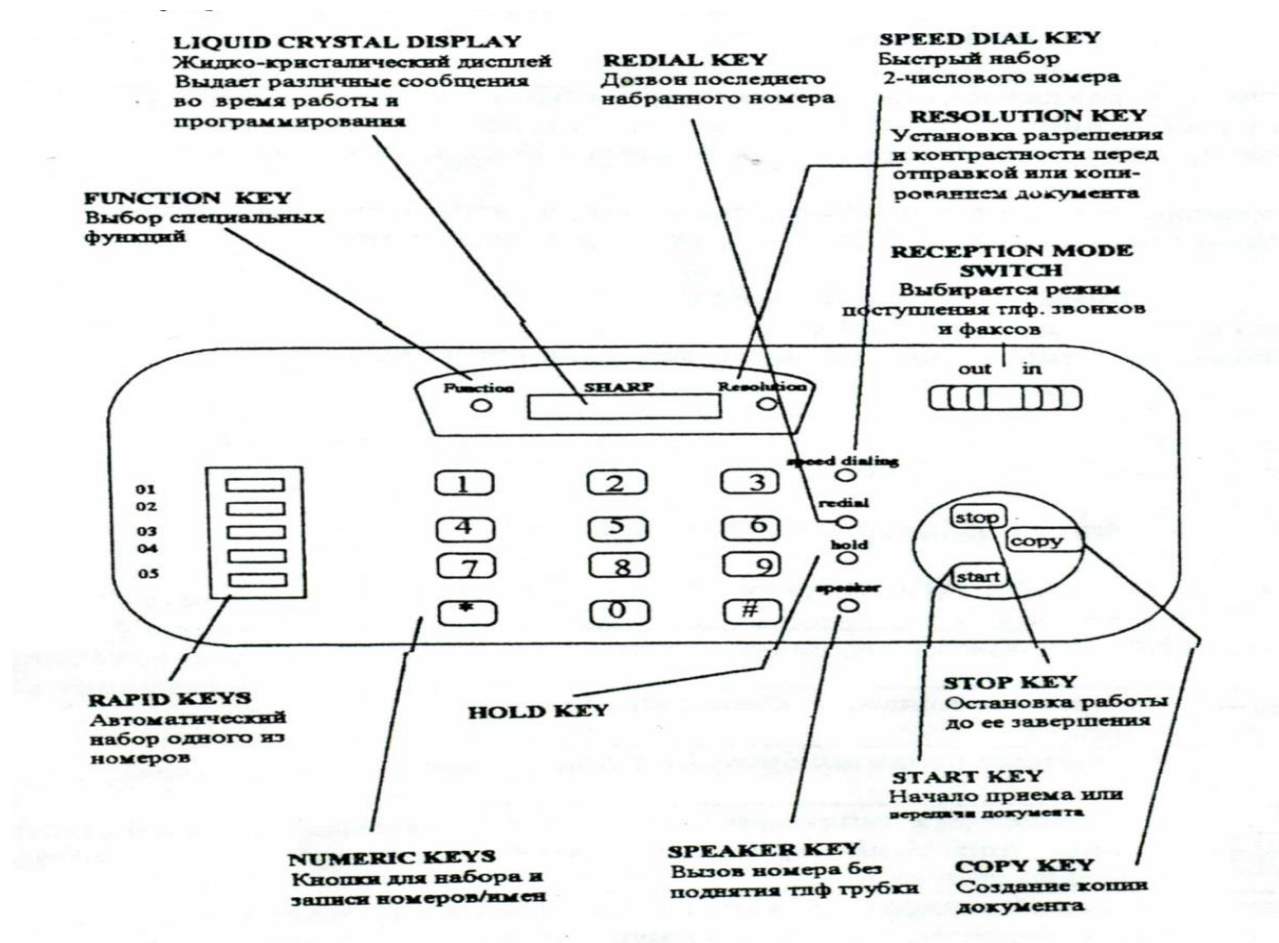 LIQUID CRYSTAL DISPLAY
Жидко-кристалический дисплей
Выдает различные сообщения
во время работы и
программирования
REDIAL KEY
Дозвон последнего
набранного номера
SPEED DIAL KEY
Быстрый набор
2-числового номера
RESOLUTION KEY
Установка разрешения
и контрастности перед
отправкой или копи-
рованием документа
FUNCTION KEY
Выбор специальных
функций
RECEPTION MODE
SWITCH
Выбирается режим
поступления тлф. звонков
и факсов
out in
Function SHARP Resolution
speed dialing
redial
hold
speaker
01
02
03
04
05
1 2 3
4 5 6
7 8 9
* 0 #
stop
copy
start
RAPID KEYS
Автоматический
набор одного из
номеров
HOLD KEY
STOP KEY
Остановка работы
до ее завершения
START KEY
Начало приема или
передача документа
NUMERIC KEYS
Кнопки для набора и
записи номеров/имен
SPEAKER KEY
Вызов номера без
поднятия тлф трубки
COPY KEY
Создание копии
документа